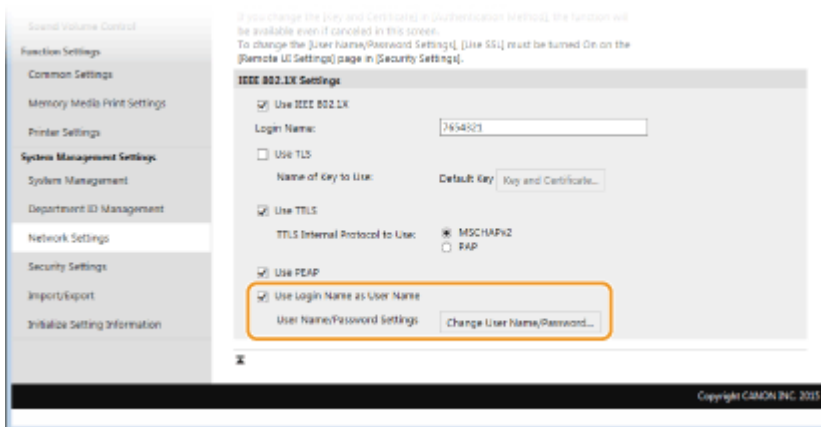 Sound Volume Control
Function Settings
Common Settings
Memory Media Print Settings
Printer Settings
System Management Settings
System Management
Department ID Management
Network Settings
Security Settings
Import/Export
Initialize Setting Information
If you change the [Key and Certificate] in [Authentication Method], the function will
be available even if canceled in this screen.
To change the [User Name/Password Settings], [Use SSL] must be turned On on the
[Remote UI Settings] page in [Security Settings].
IEEE 802.1X Settings
Use IEEE 802.1X
Login Name: 7654321
Use TLS
Name of Key to Use: Default Key Key and Certificate...
Use TTLS
TTLS Internal Protocol to Use: MSCHAPv2
PAP
Use PEAP
Use Login Name as User Name
User Name/Password Settings Change User Name/Password...
Copyright CANON INC. 2015